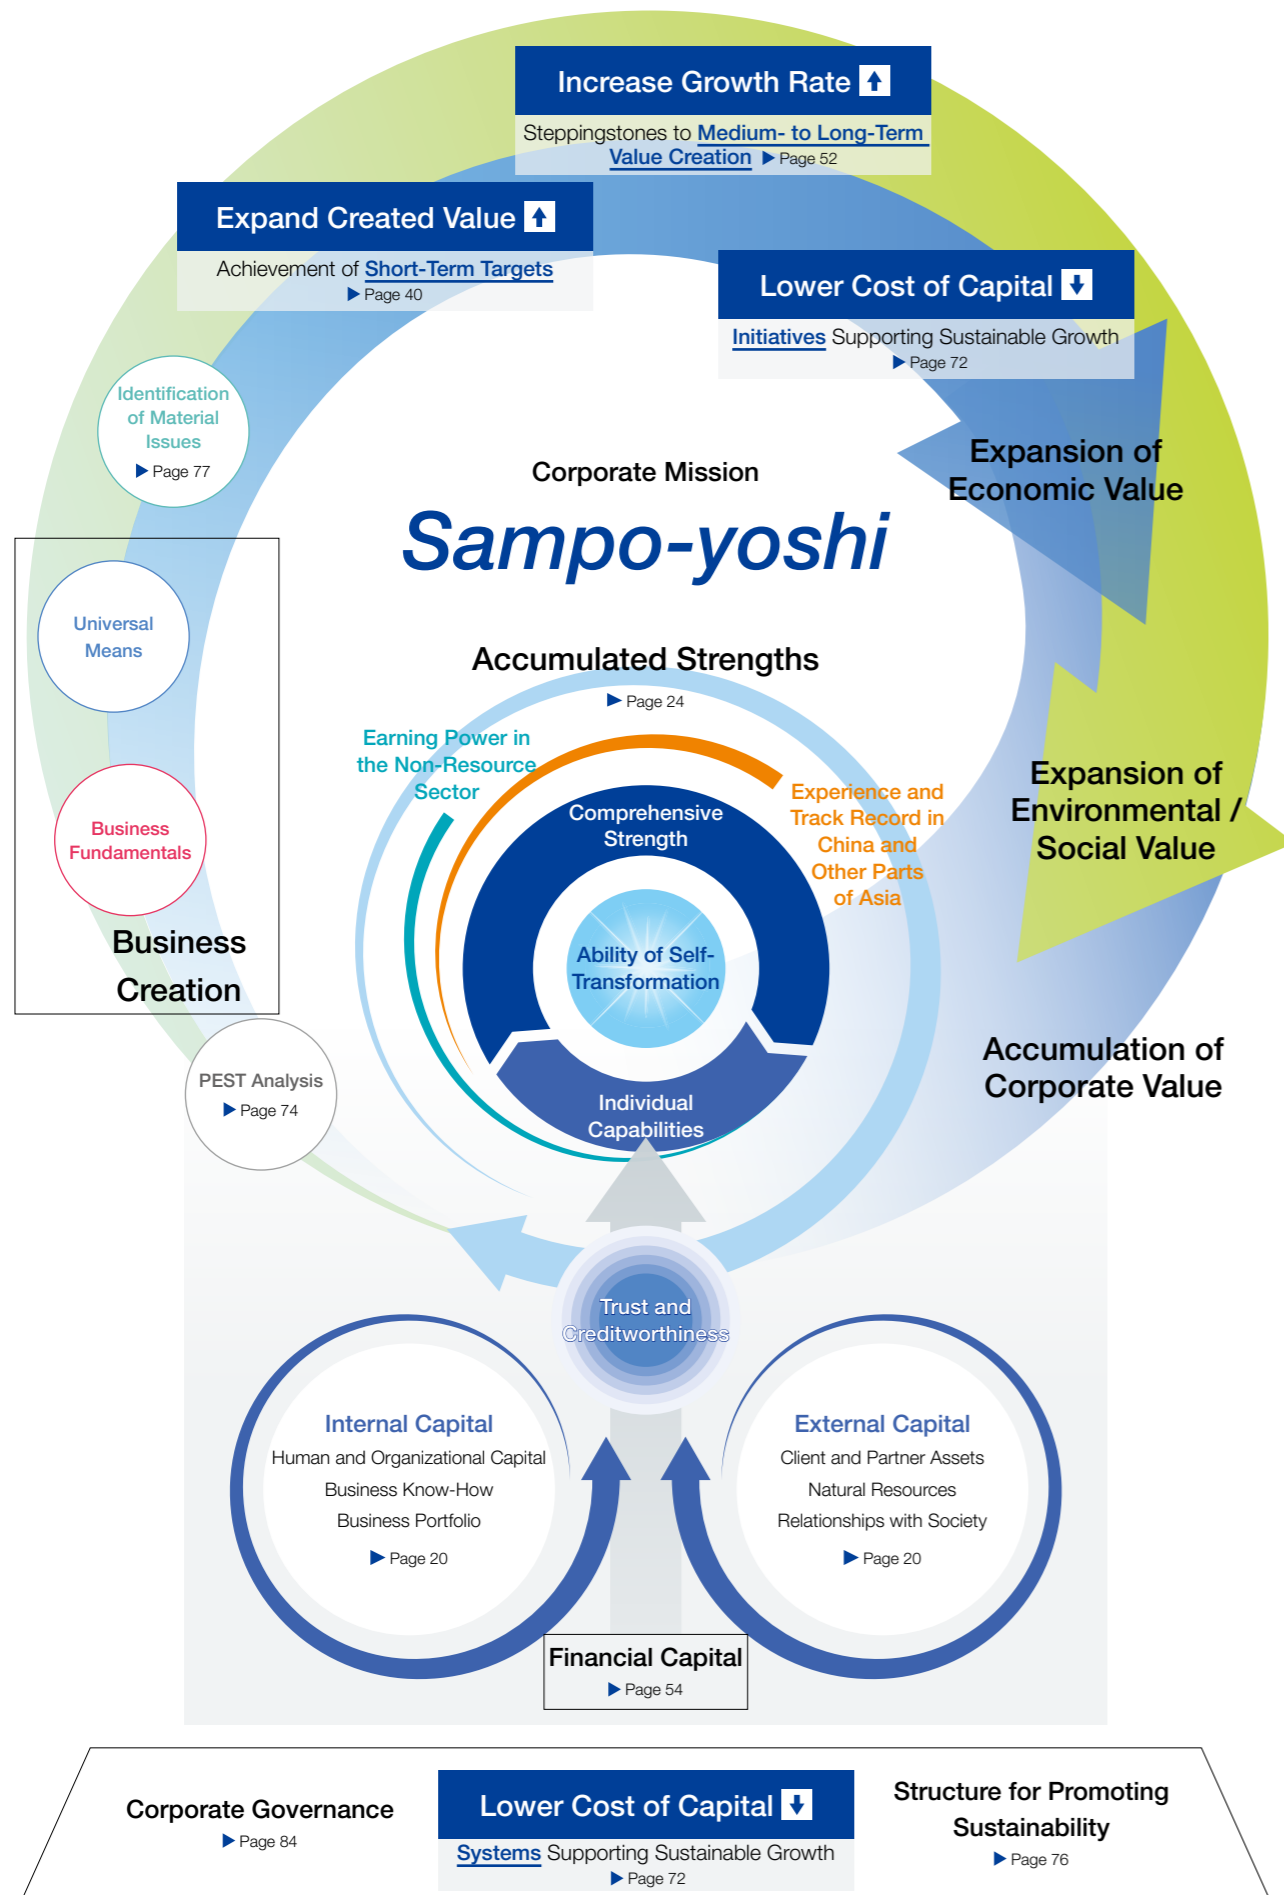 Increase Growth Rate
Steppingstones to Medium- to Long-Term
Value Creation ▶ Page 52
Expand Created Value
Achievement of Short-Term Targets
▶ Page 40
Lower Cost of Capital
Initiatives Supporting Sustainable Growth
▶ Page 72
Identification
of Material
Issues
▶ Page 77
Expansion of
Economic Value
Corporate Mission
Sampo-yoshi
Universal
Means
Business
Fundamentals
Business
Creation
PEST Analysis
▶ Page 74
Accumulated Strengths
▶ Page 24
Earning Power in
the Non-Resource
Sector
Experience and
Track Record in
China and
Other Parts
of Asia
Comprehensive
Strength
Ability of Self-
Transformation
Individual
Capabilities
Expansion of
Environmental /
Social Value
Accumulation of
Corporate Value
Trust and
Creditworthiness
Internal Capital
Human and Organizational Capital
Business Know-How
Business Portfolio
▶ Page 20
External Capital
Client and Partner Assets
Natural Resources
Relationships with Society
▶ Page 20
Financial Capital
▶ Page 54
Corporate Governance
▶ Page 84
Lower Cost of Capital
Systems Supporting Sustainable Growth
▶ Page 72
Structure for Promoting
Sustainability
▶ Page 76